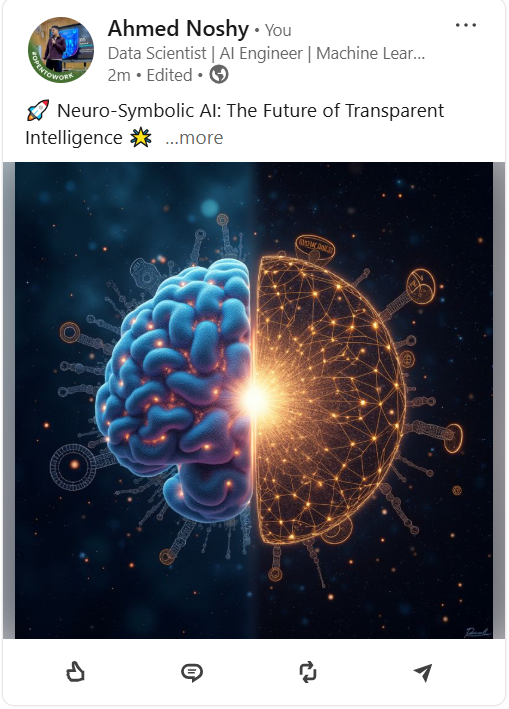 Ahmed Noshy • You
Data Scientist | AI Engineer | Machine Lear...
2m • Edited •
🚀 Neuro-Symbolic AI: The Future of Transparent
Intelligence 🌟 ...more
#OPENTOWORK